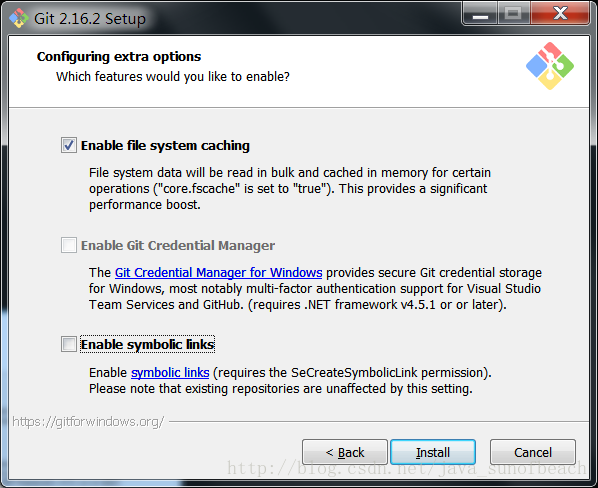 Git 2.16.2 Setup
Configuring extra options
Which features would you like to enable?
Enable file system caching
File system data will be read in bulk and cached in memory for certain
operations ("core.fscache" is set to "true"). This provides a significant
performance boost.
Enable Git Credential Manager
The Git Credential Manager for Windows provides secure Git credential storage
for Windows, most notably multi-factor authentication support for Visual Studio
Team Services and GitHub. (requires .NET framework v4.5.1 or or later).
Enable symbolic links
Enable symbolic links (requires the SeCreateSymbolicLink permission).
Please note that existing repositories are unaffected by this setting.
https://gitforwindows.org/
< Back
Install
Cancel
http://blog.csdn.net/java_sunofbeach